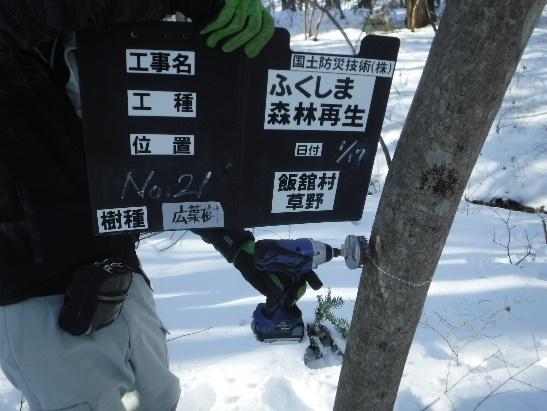 工事名
国土防災技術(株)
ふくしま
森林再生
工種
位置
日付 1/17
No.21
飯舘村
草野
樹種 広葉樹